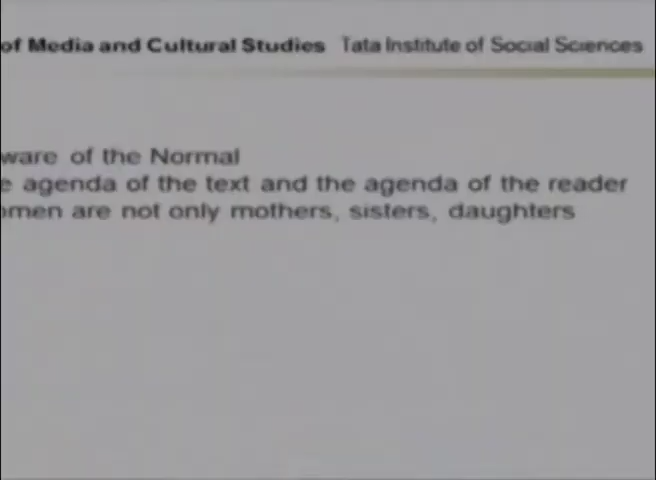 of Media and Cultural Studies Tata Institute of Social Sciences
ware of the Normal
e agenda of the text and the agenda of the reader
omen are not only mothers, sisters, daughters